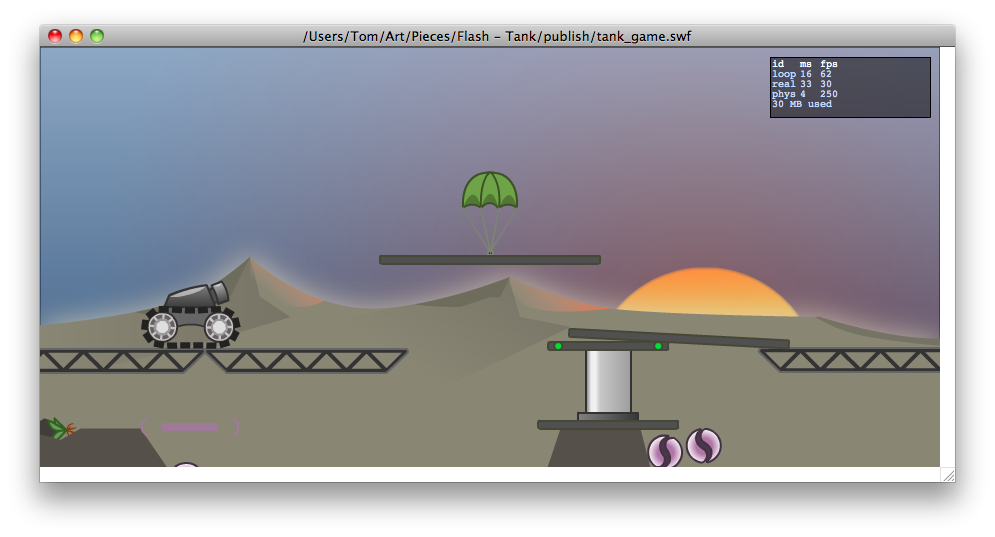 /Users/Tom/Art/Pieces/Flash - Tank/publish/tank_game.swf
id ms fps
loop 16 62
real 33 30
phys 4 250
30 MB used